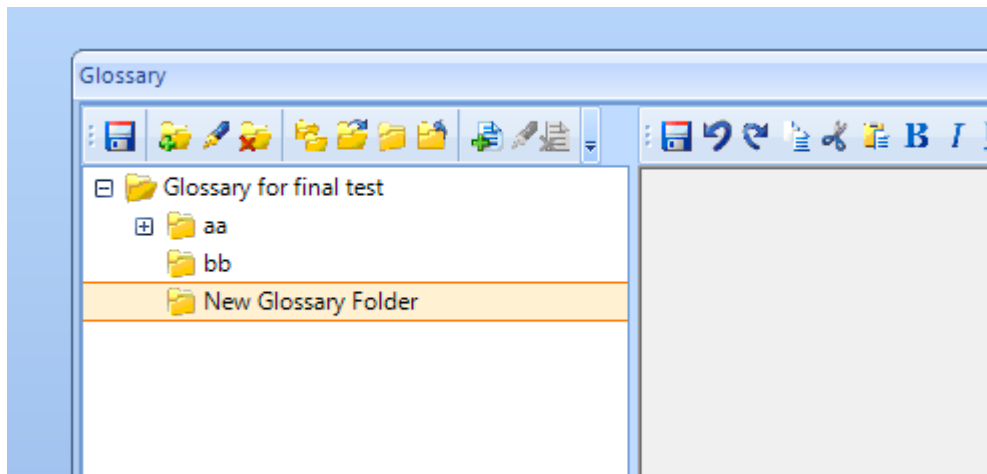 Glossary
B I
Glossary for final test
aa
bb
New Glossary Folder